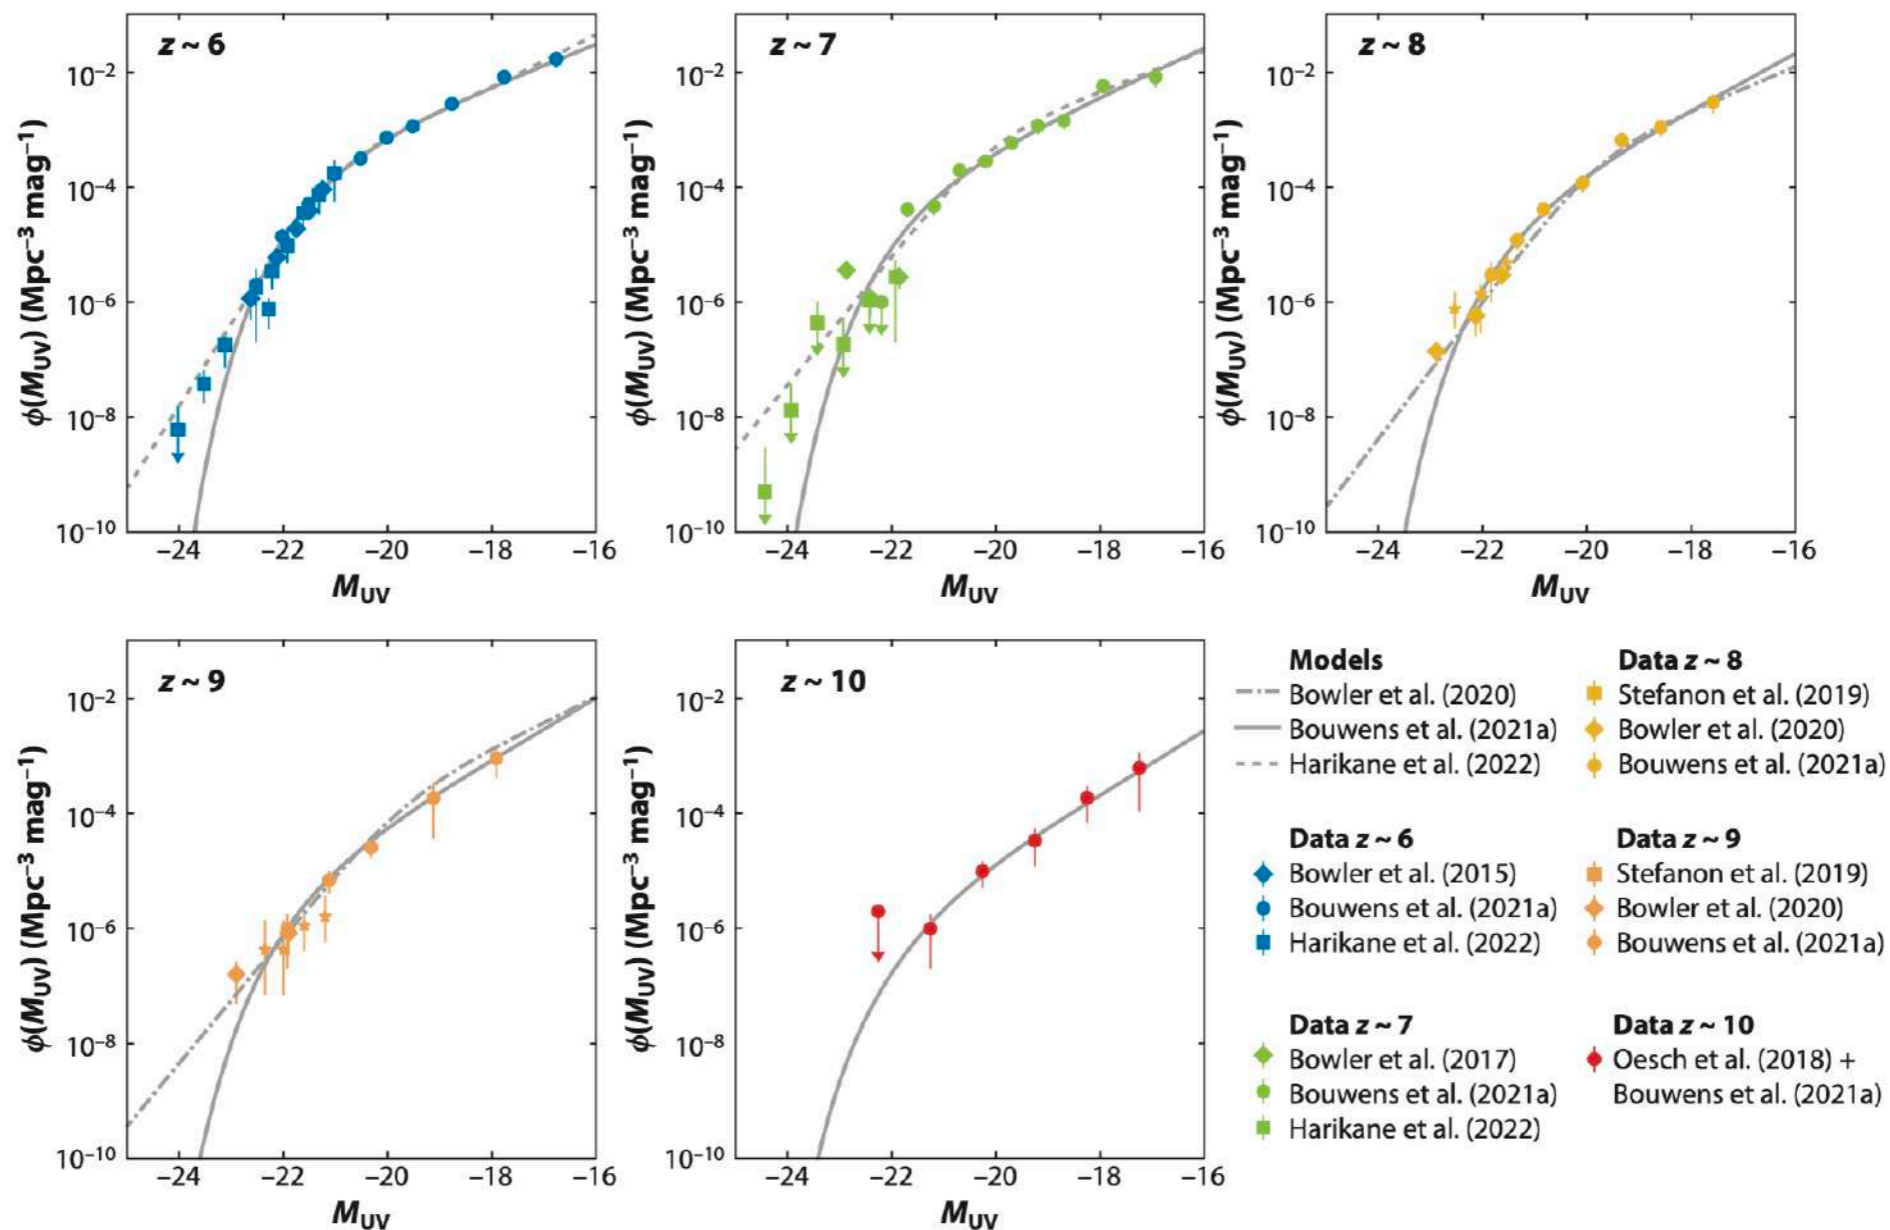 z ~ 6
10⁻²
10⁻⁴
10⁻⁶
10⁻⁸
10⁻¹⁰
ϕ(M_UV) (Mpc⁻³ mag⁻¹)
–24 –22 –20 –18 –16
M_UV
z ~ 7
10⁻²
10⁻⁴
10⁻⁶
10⁻⁸
10⁻¹⁰
ϕ(M_UV) (Mpc⁻³ mag⁻¹)
–24 –22 –20 –18 –16
M_UV
z ~ 8
10⁻²
10⁻⁴
10⁻⁶
10⁻⁸
10⁻¹⁰
ϕ(M_UV) (Mpc⁻³ mag⁻¹)
–24 –22 –20 –18 –16
M_UV
z ~ 9
10⁻²
10⁻⁴
10⁻⁶
10⁻⁸
10⁻¹⁰
ϕ(M_UV) (Mpc⁻³ mag⁻¹)
–24 –22 –20 –18 –16
M_UV
z ~ 10
10⁻²
10⁻⁴
10⁻⁶
10⁻⁸
10⁻¹⁰
ϕ(M_UV) (Mpc⁻³ mag⁻¹)
–24 –22 –20 –18 –16
M_UV
Models
Bowler et al. (2020)
Bouwens et al. (2021a)
Harikane et al. (2022)
Data z ~ 6
Bowler et al. (2015)
Bouwens et al. (2021a)
Harikane et al. (2022)
Data z ~ 7
Bowler et al. (2017)
Bouwens et al. (2021a)
Harikane et al. (2022)
Data z ~ 8
Stefanon et al. (2019)
Bowler et al. (2020)
Bouwens et al. (2021a)
Data z ~ 9
Stefanon et al. (2019)
Bowler et al. (2020)
Bouwens et al. (2021a)
Data z ~ 10
Oesch et al. (2018) +
Bouwens et al. (2021a)